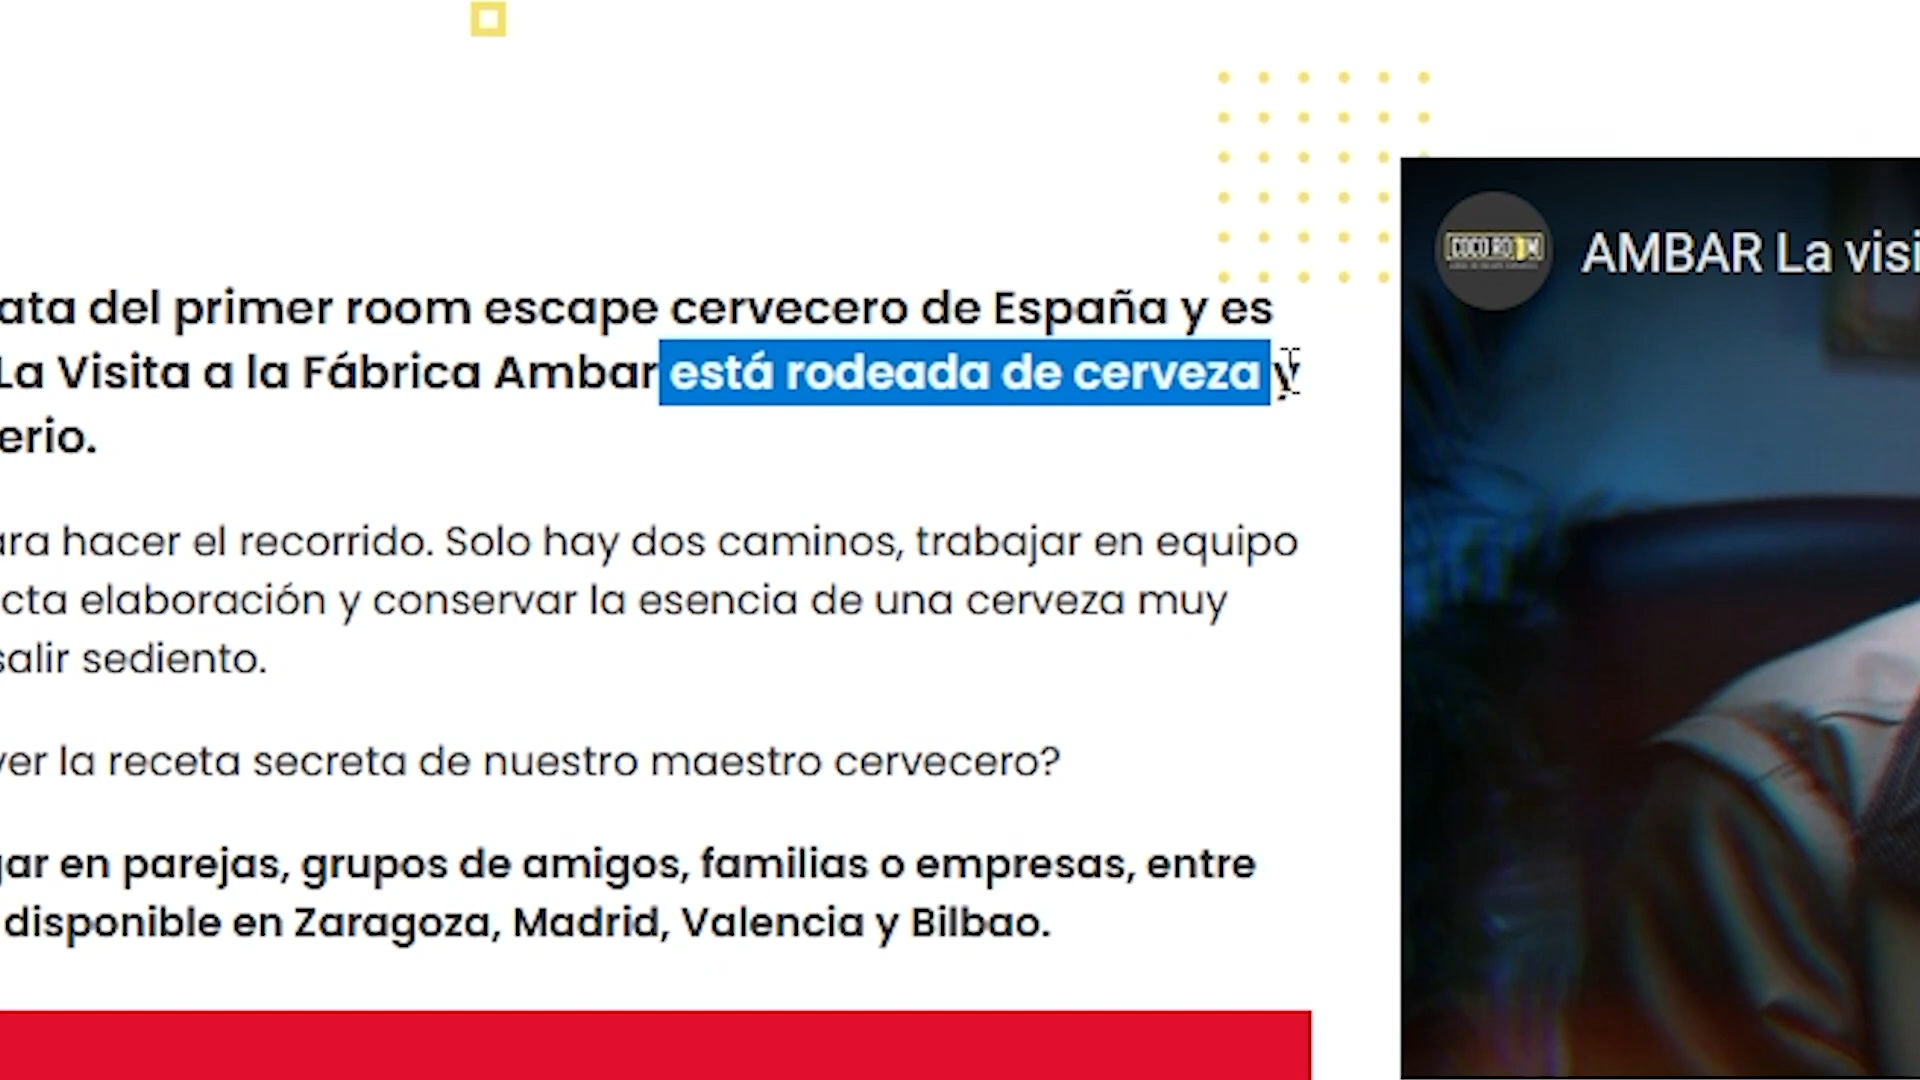 ata del primer room escape cervecero de España y es
La Visita a la Fábrica Ambar está rodeada de cerveza y
erio.
ara hacer el recorrido. Solo hay dos caminos, trabajar en equipo
cta elaboración y conservar la esencia de una cerveza muy
salir sediento.
ver la receta secreta de nuestro maestro cervecero?
gar en parejas, grupos de amigos, familias o empresas, entre
disponible en Zaragoza, Madrid, Valencia y Bilbao.
COCO ROOM
AMBAR La visi